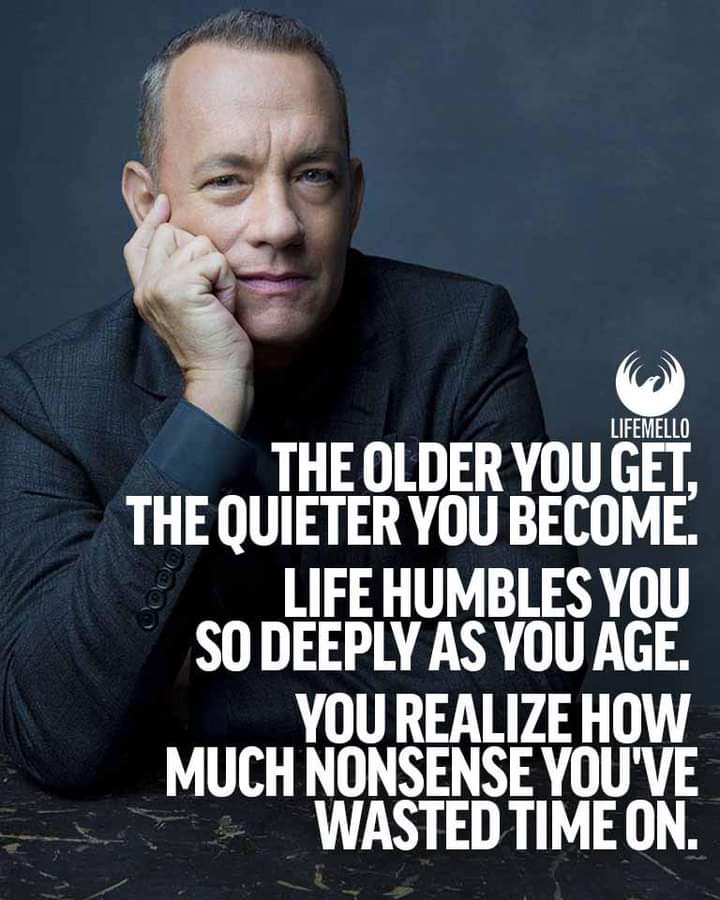 LIFEMELLO
THE OLDER YOU GET,
THE QUIETER YOU BECOME.
LIFE HUMBLES YOU
SO DEEPLY AS YOU AGE.
YOU REALIZE HOW
MUCH NONSENSE YOU'VE
WASTED TIME ON.